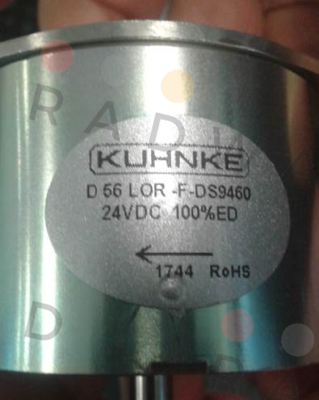 KUHNKE
D 56 LOR -F-DS9460
24VDC 100%ED
1744 RoHS